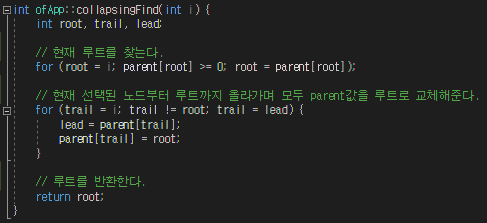 int ofApp::collapsingFind(int i) {
int root, trail, lead;
// 현재 루트를 찾는다.
for (root = i; parent[root] >= 0; root = parent[root]);
// 현재 선택된 노드부터 루트까지 올라가며 모두 parent값을 루트로 교체해준다.
for (trail = i; trail != root; trail = lead) {
lead = parent[trail];
parent[trail] = root;
}
// 루트를 반환한다.
return root;
}